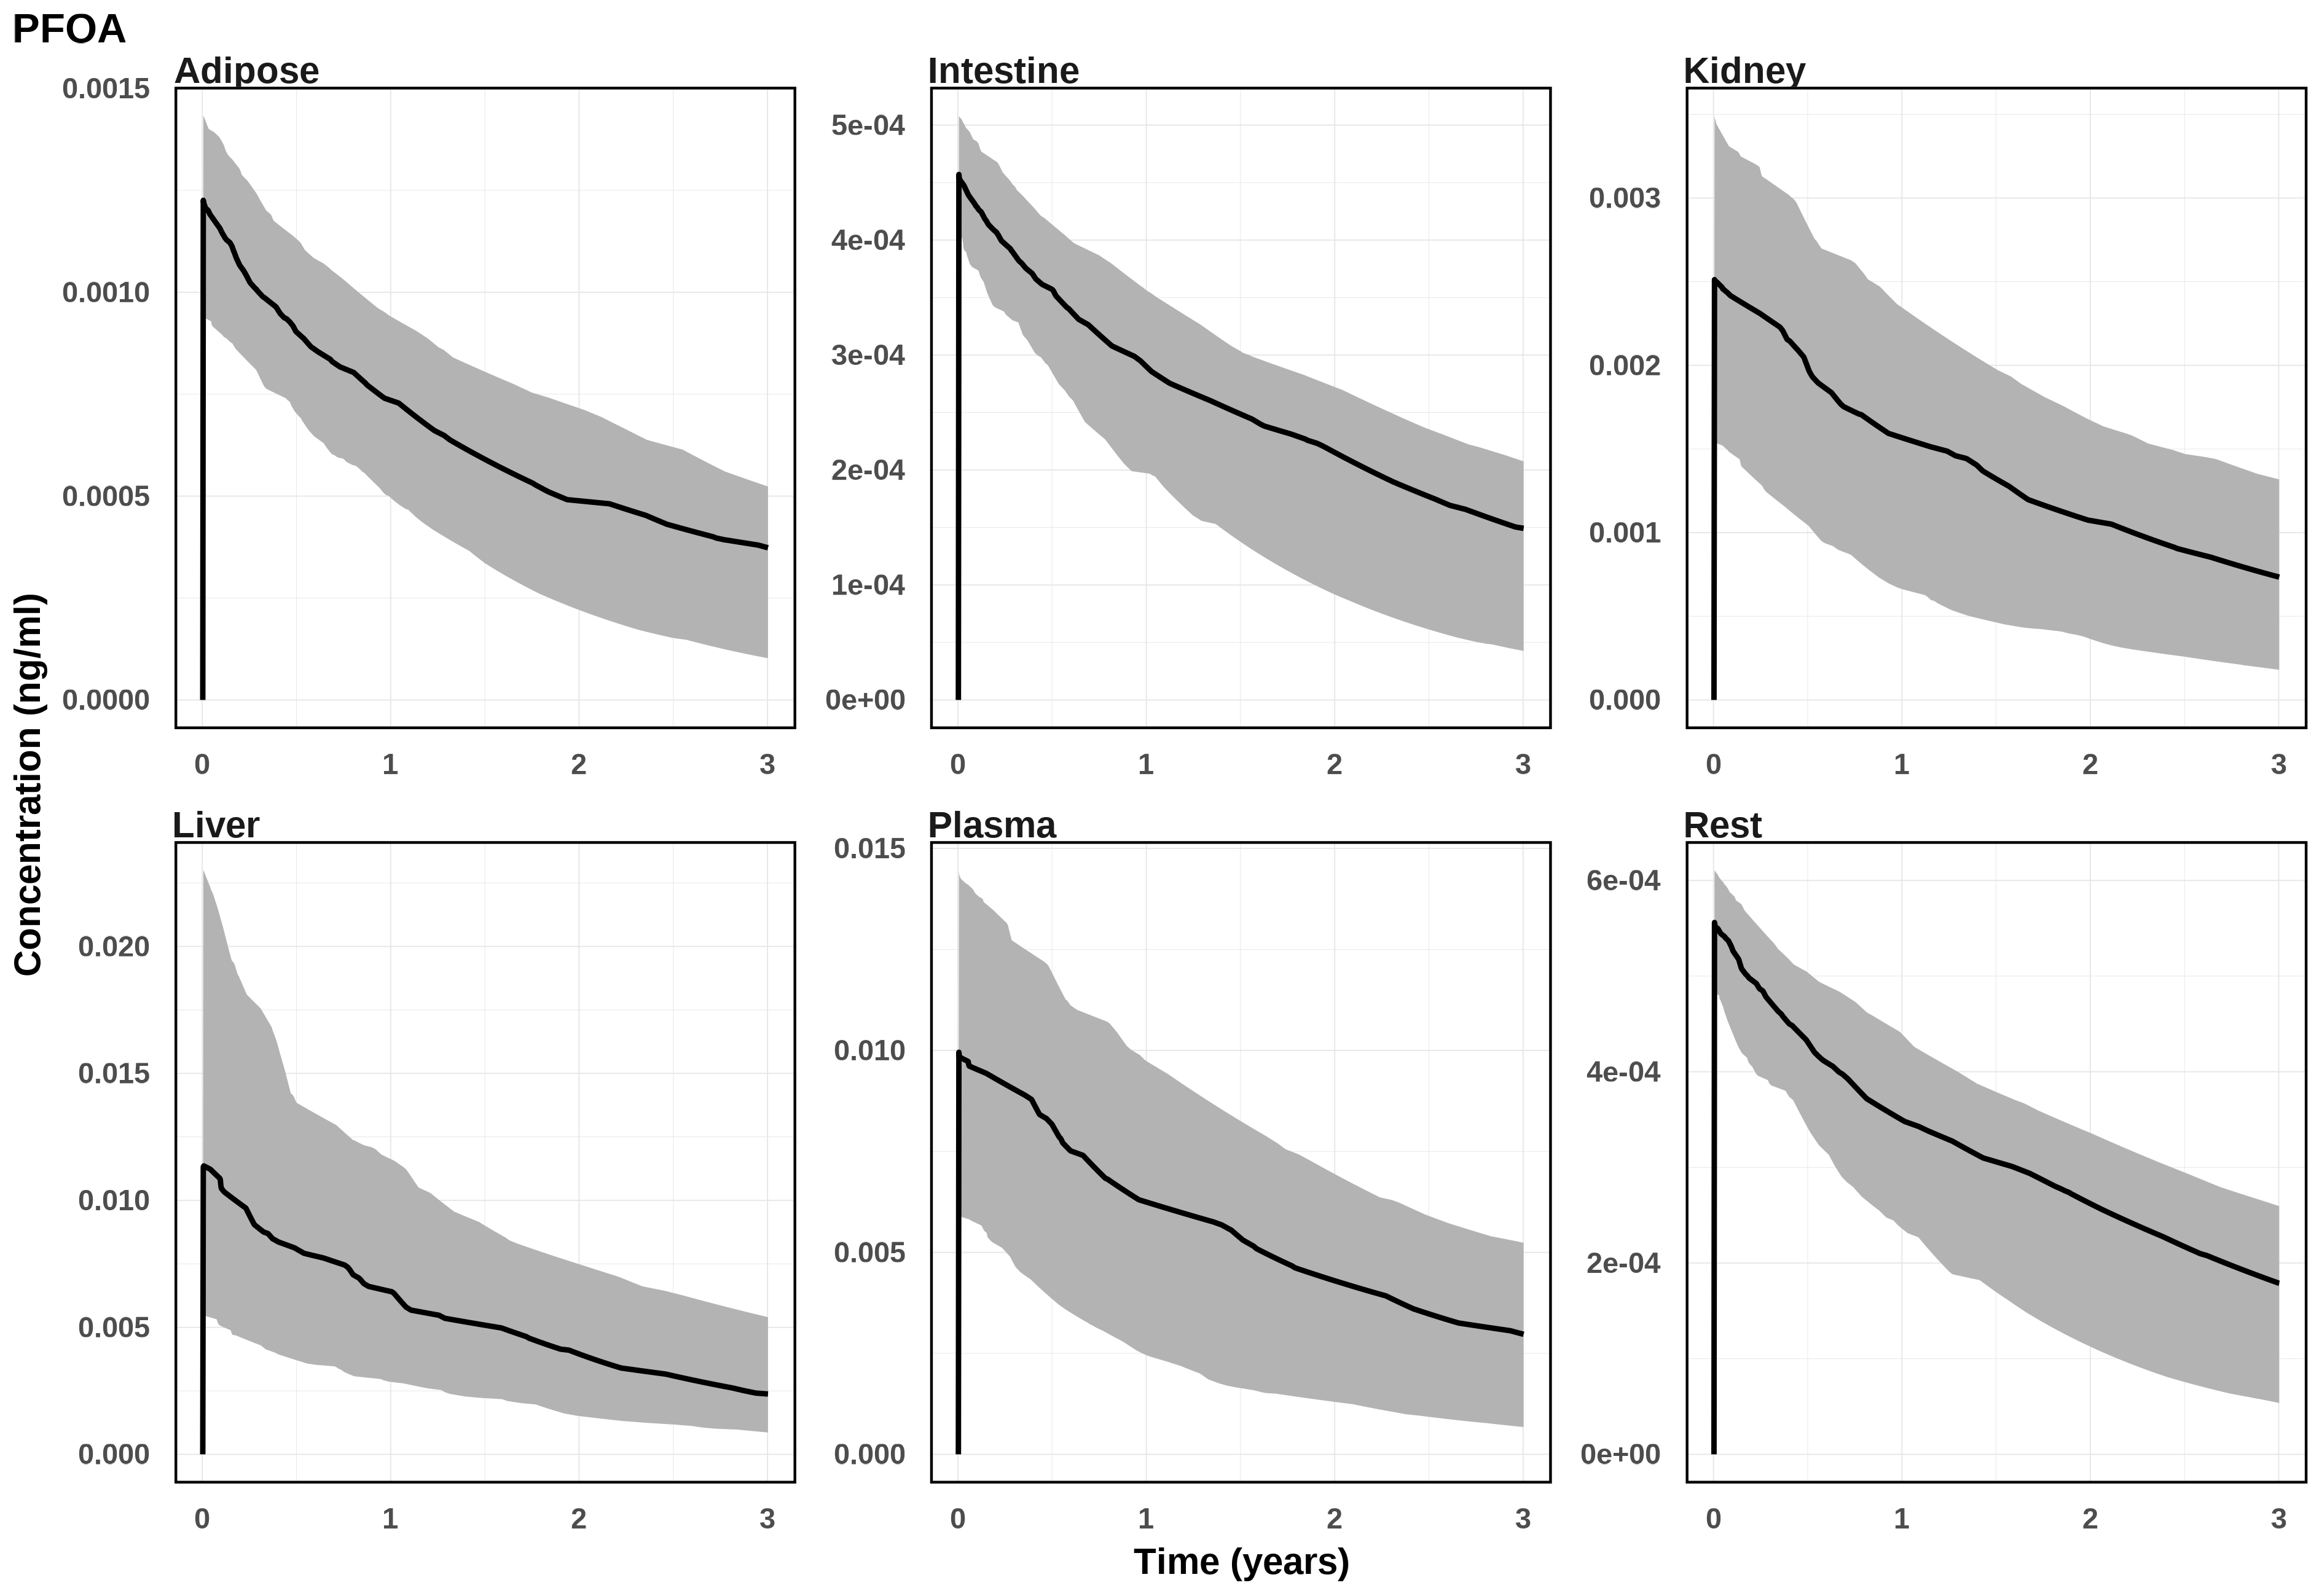 PFOA
Adipose
Intestine
Kidney
0.0015
0.0010
0.0005
0.0000
0 1 2 3
5e-04
4e-04
3e-04
2e-04
1e-04
0e+00
0 1 2 3
0.003
0.002
0.001
0.000
0 1 2 3
Concentration (ng/ml)
Liver
Plasma
Rest
0.020
0.015
0.010
0.005
0.000
0 1 2 3
0.015
0.010
0.005
0.000
0 1 2 3
6e-04
4e-04
2e-04
0e+00
0 1 2 3
Time (years)